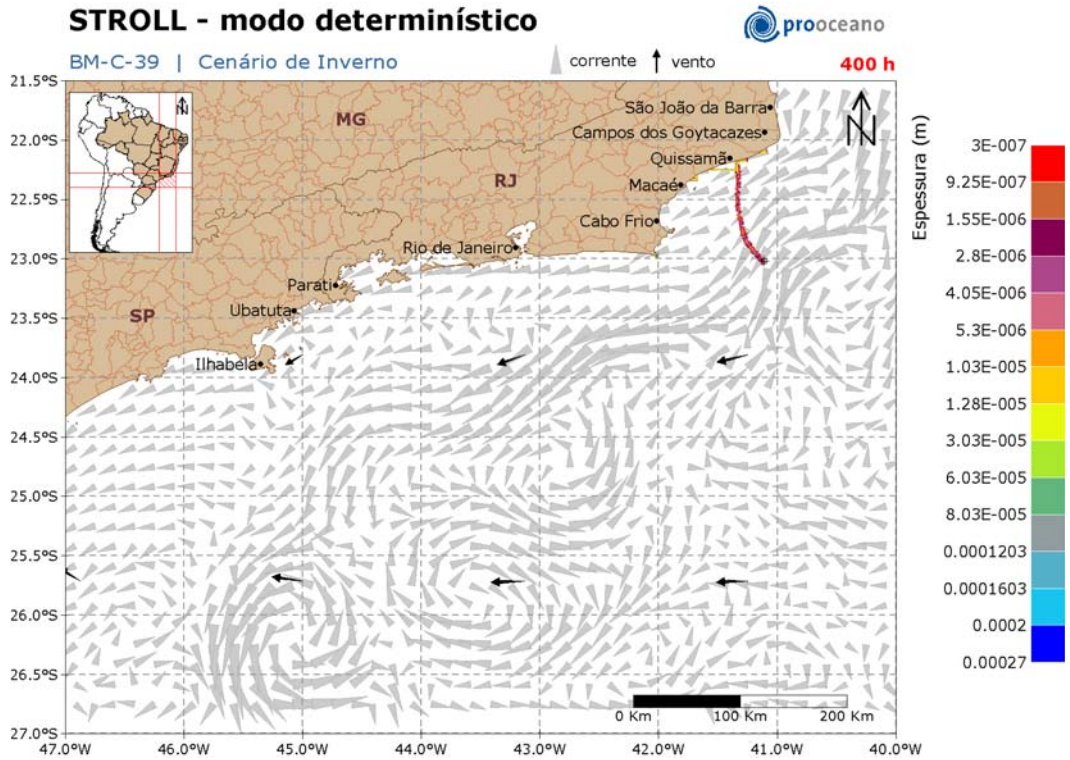 STROLL - modo determinístico
prooceano
BM-C-39 | Cenário de Inverno
corrente
vento
400 h
21.5°S
22.0°S
22.5°S
23.0°S
23.5°S
24.0°S
24.5°S
25.0°S
25.5°S
26.0°S
26.5°S
27.0°S
N
MG
São João da Barra
Campos dos Goytacazes
N
Quissamã
RJ
Macaé
Cabo Frio
Rio de Janeiro
Parati
Ubatuta
SP
Ilhabela
0 Km
100 Km
200 Km
47.0°W
46.0°W
45.0°W
44.0°W
43.0°W
42.0°W
41.0°W
40.0°W
Espessura (m)
3E-007
9.25E-007
1.55E-006
2.8E-006
4.05E-006
5.3E-006
1.03E-005
1.28E-005
3.03E-005
6.03E-005
8.03E-005
0.0001203
0.0001603
0.0002
0.00027